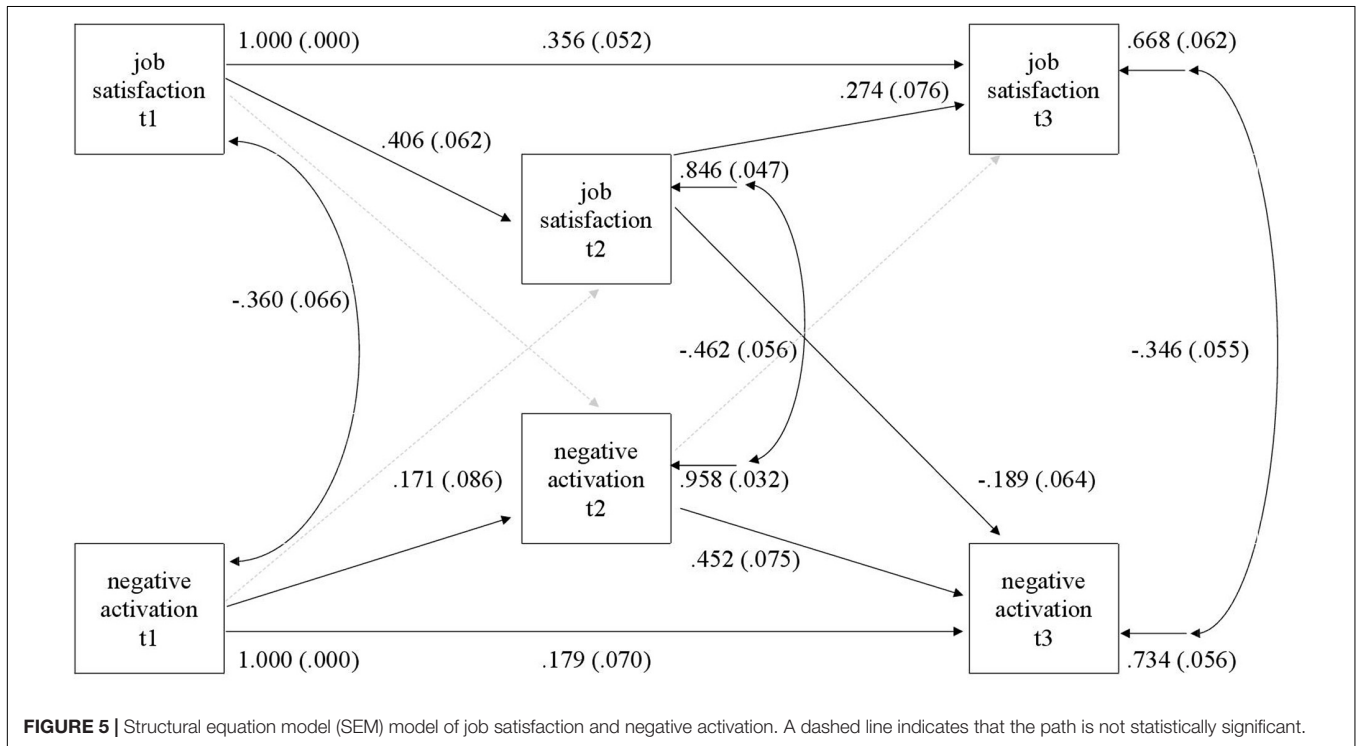 job
satisfaction
t1
1.000 (.000)
.356 (.052)
job
satisfaction
t3
.668 (.062)
.274 (.076)
.406 (.062)
job
satisfaction
t2
.846 (.047)
-.360 (.066)
-.462 (.056)
-.346 (.055)
negative
activation
t2
.171 (.086)
.958 (.032)
-.189 (.064)
.452 (.075)
negative
activation
t1
1.000 (.000)
.179 (.070)
negative
activation
t3
.734 (.056)
FIGURE 5 | Structural equation model (SEM) model of job satisfaction and negative activation. A dashed line indicates that the path is not statistically significant.